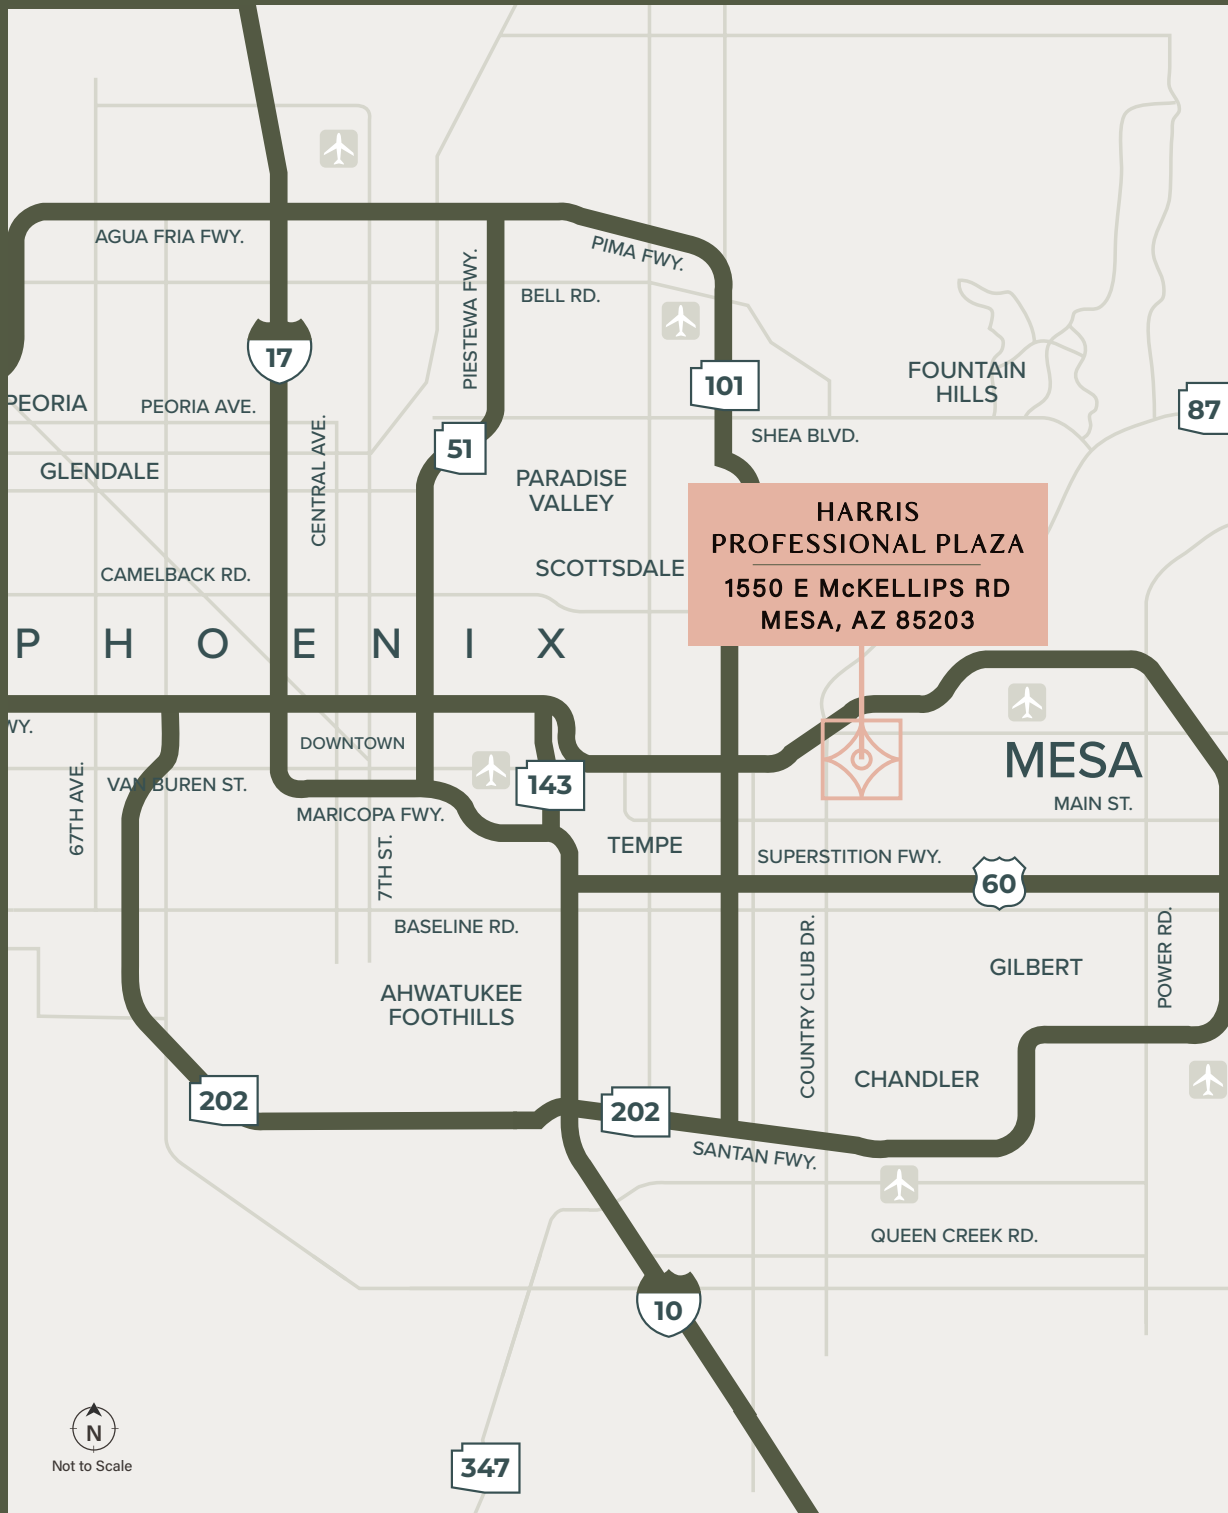 AGUA FRIA FWY.
PIMA FWY.
PIESTEWA FWY.
BELL RD.
17
101
FOUNTAIN
HILLS
87
PEORIA
PEORIA AVE.
CENTRAL AVE.
51
SHEA BLVD.
GLENDALE
PARADISE
VALLEY
HARRIS
PROFESSIONAL PLAZA
1550 E McKELLIPS RD
MESA, AZ 85203
CAMELBACK RD.
SCOTTSDALE
PHOENIX
WY.
DOWNTOWN
MESA
67TH AVE.
VAN BUREN ST.
143
MAIN ST.
MARICOPA FWY.
7TH ST.
TEMPE
SUPERSTITION FWY.
60
BASELINE RD.
COUNTRY CLUB DR.
POWER RD.
GILBERT
AHWATUKEE
FOOTHILLS
CHANDLER
202
202
SANTAN FWY.
QUEEN CREEK RD.
10
N
Not to Scale
347